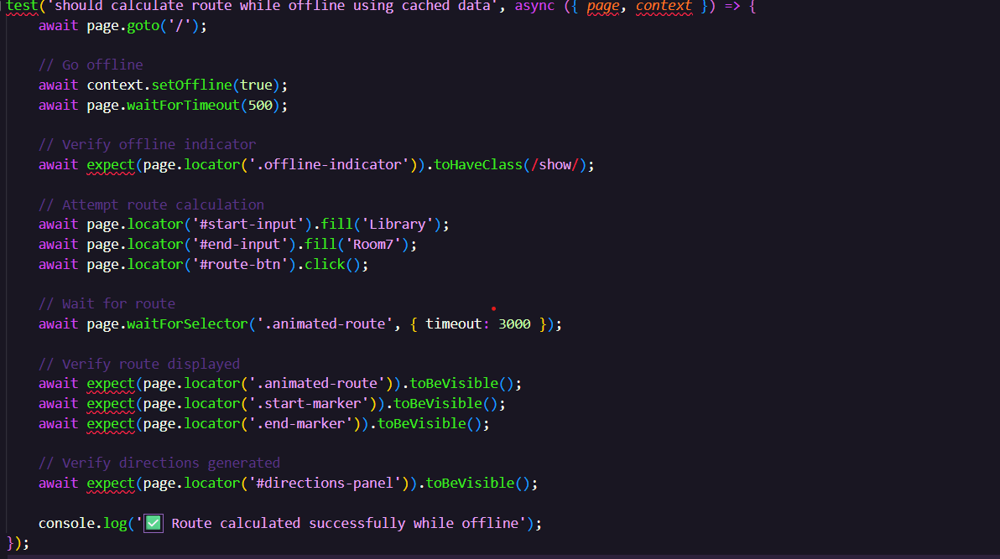 test('should calculate route while offline using cached data', async ({ page, context }) => {
    await page.goto('/');

    // Go offline
    await context.setOffline(true);
    await page.waitForTimeout(500);

    // Verify offline indicator
    await expect(page.locator('.offline-indicator')).toHaveClass(/show/);

    // Attempt route calculation
    await page.locator('#start-input').fill('Library');
    await page.locator('#end-input').fill('Room7');
    await page.locator('#route-btn').click();

    // Wait for route
    await page.waitForSelector('.animated-route', { timeout: 3000 });

    // Verify route displayed
    await expect(page.locator('.animated-route')).toBeVisible();
    await expect(page.locator('.start-marker')).toBeVisible();
    await expect(page.locator('.end-marker')).toBeVisible();

    // Verify directions generated
    await expect(page.locator('#directions-panel')).toBeVisible();

    console.log('✅ Route calculated successfully while offline');
});